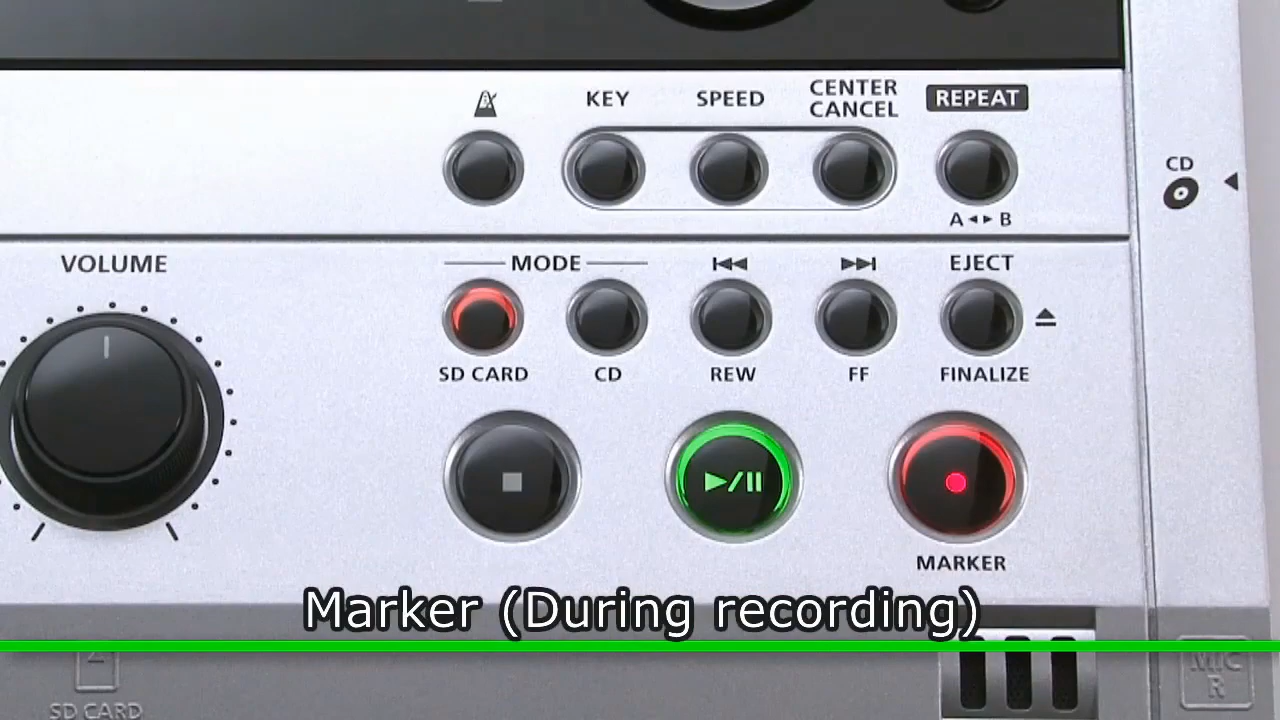 KEY SPEED CENTER CANCEL REPEAT
CD
A B
VOLUME MODE EJECT
SD CARD CD REW FF FINALIZE
MARKER
Marker (During recording)
MIC
R
SD CARD